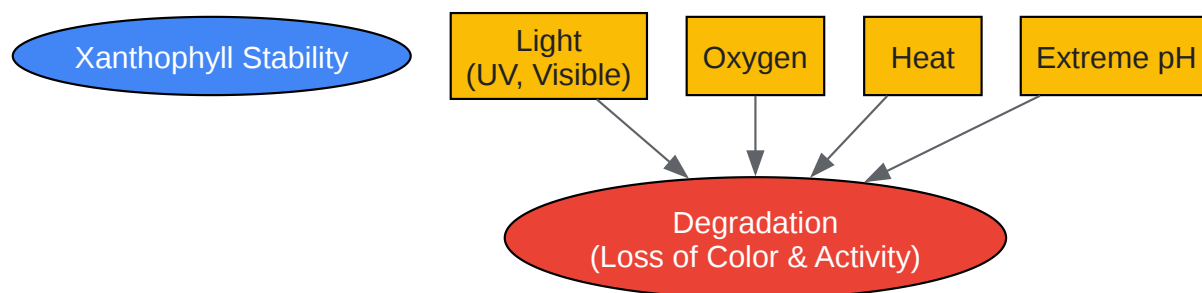 Xanthophyll Stability
Light
(UV, Visible)
Oxygen
Heat
Extreme pH
Degradation
(Loss of Color & Activity)